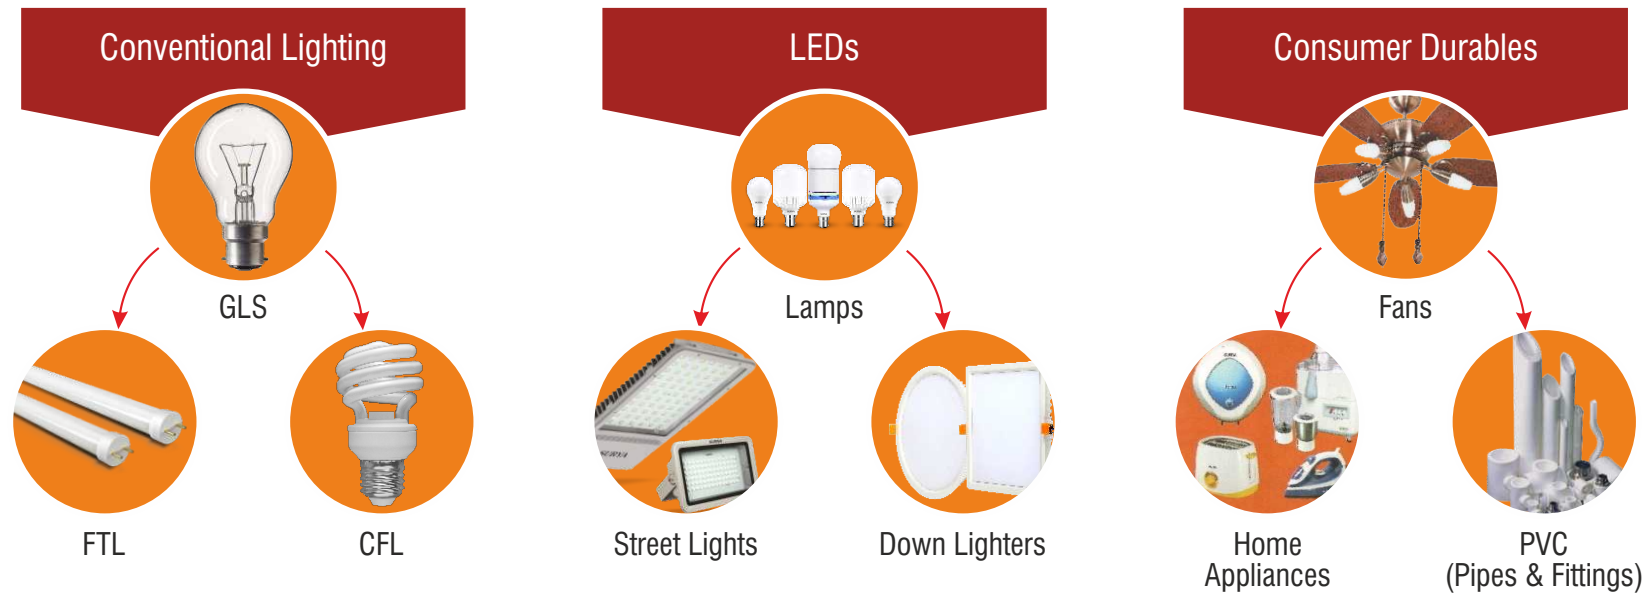 Conventional Lighting
LEDs
Consumer Durables
GLS
Lamps
Fans
FTL
CFL
Street Lights
Down Lighters
Home
Appliances
PVC
(Pipes & Fittings)